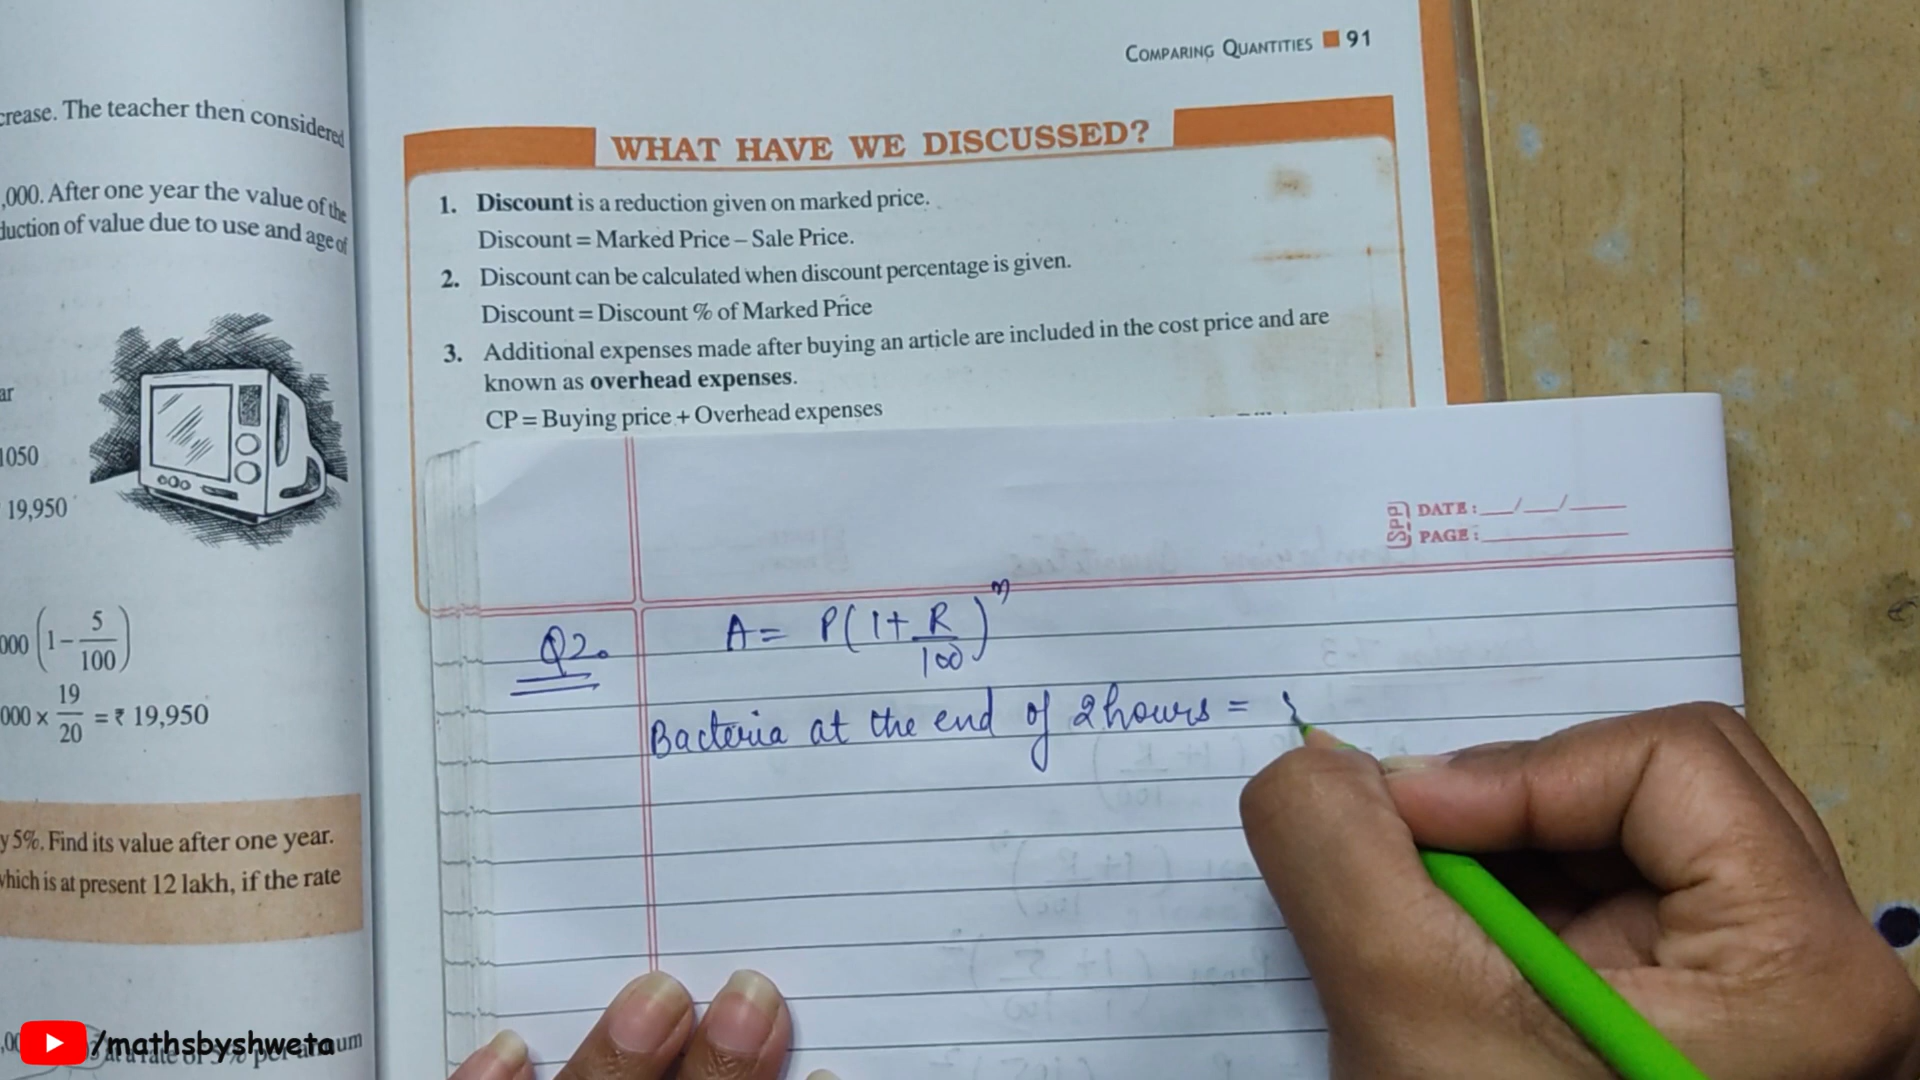 crease. The teacher then considered
,000. After one year the value of the
duction of value due to use and age of
ar
1050
19,950
000 (1 – 5/100)
000 × 19/20 = ₹ 19,950
y 5%. Find its value after one year.
which is at present 12 lakh, if the rate
/mathsbyshweta
COMPARING QUANTITIES 91
WHAT HAVE WE DISCUSSED?
1. Discount is a reduction given on marked price.
Discount = Marked Price – Sale Price.
2. Discount can be calculated when discount percentage is given.
Discount = Discount % of Marked Price
3. Additional expenses made after buying an article are included in the cost price and are
known as overhead expenses.
CP = Buying price + Overhead expenses
DATE: __/__/____
PAGE: ________
Q2. A = P(1 + R/100)^n
Bacteria at the end of 2 hours =